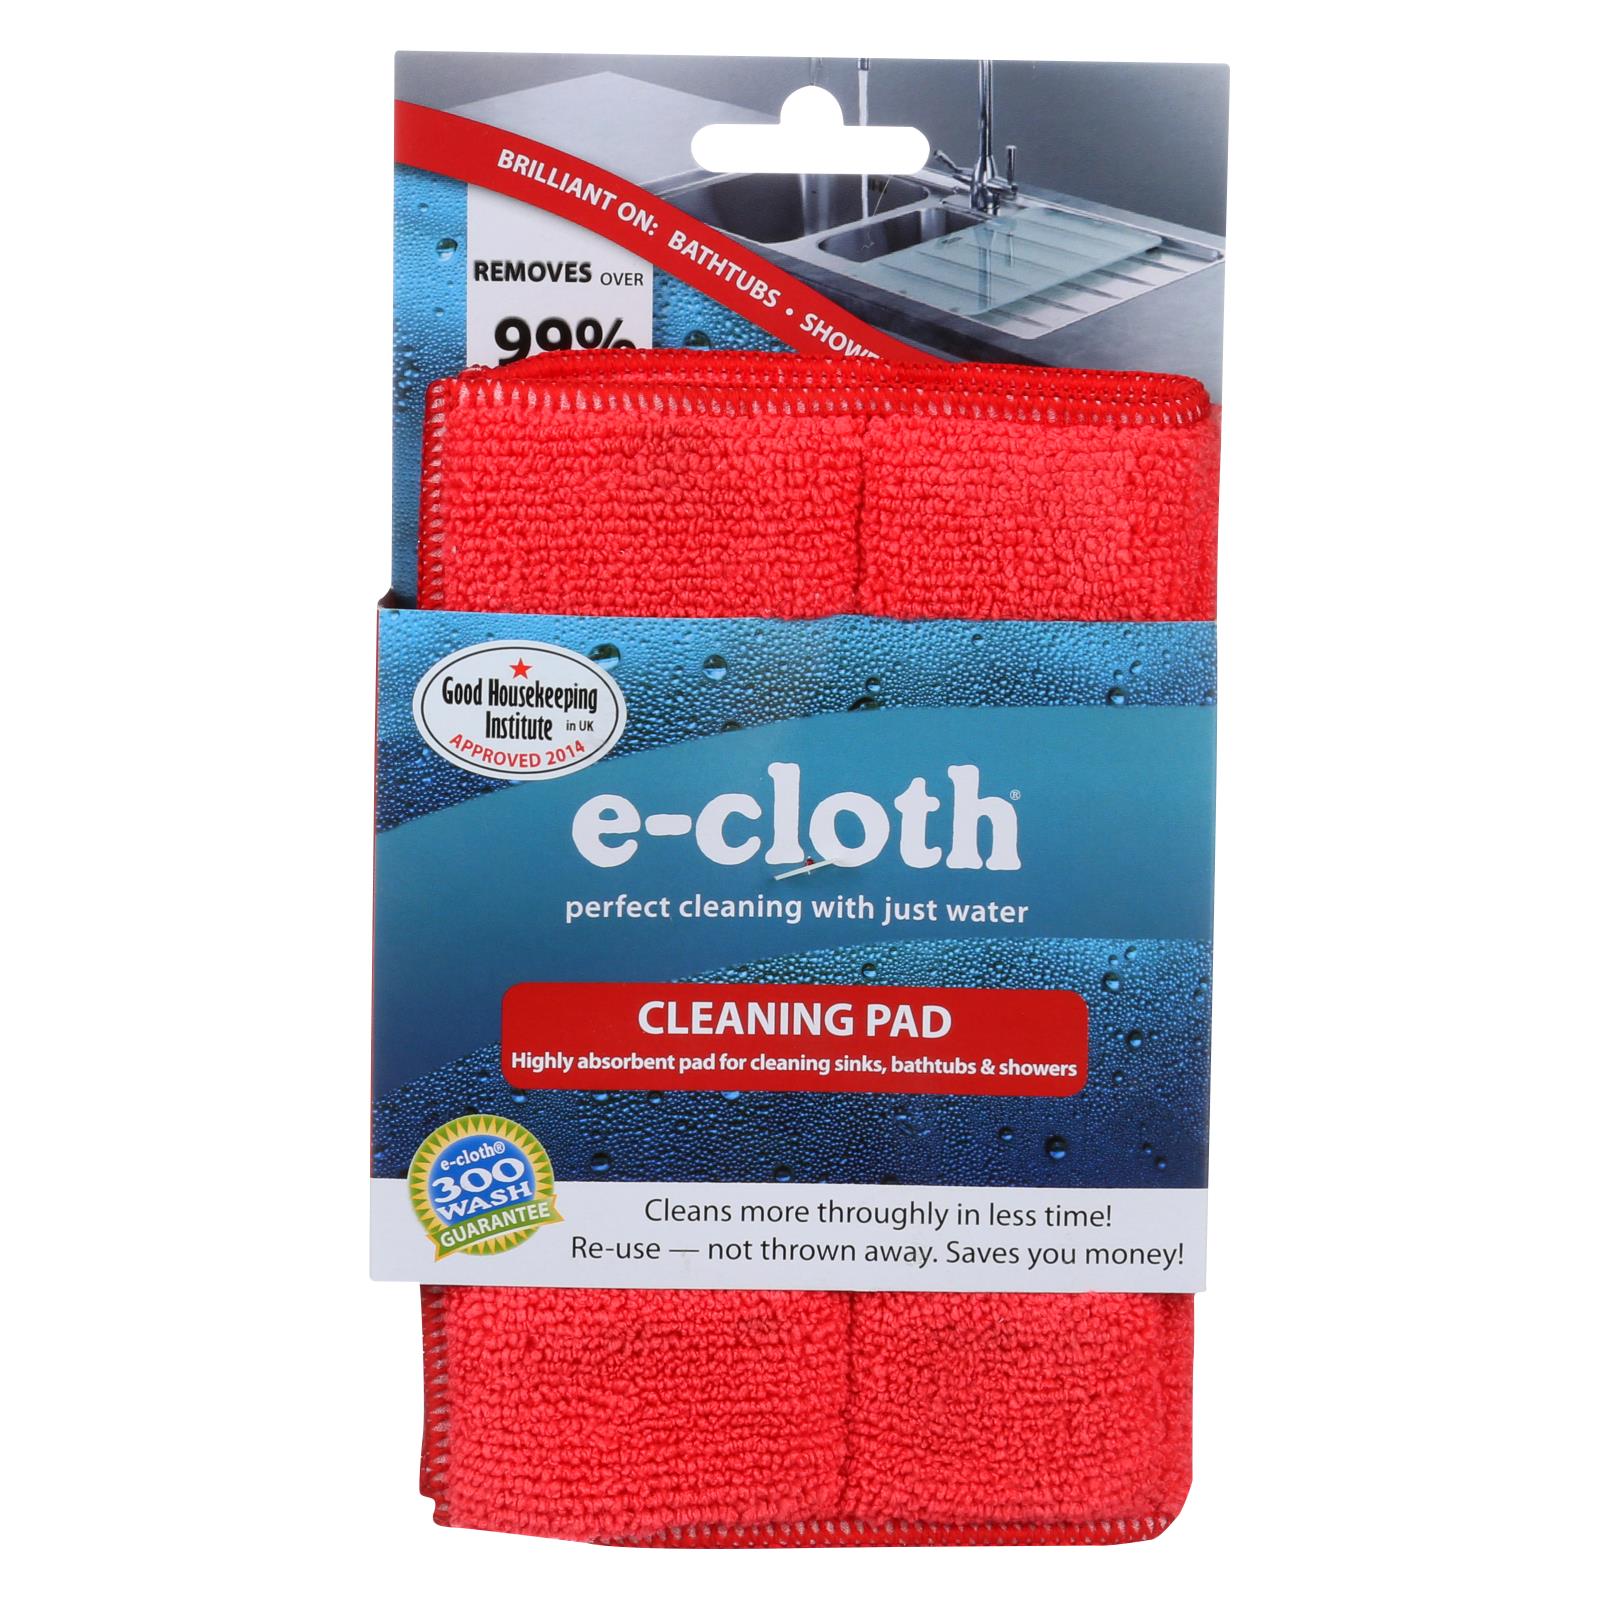 BRILLIANT ON: BATHTUBS •
REMOVES OVER
99%
Good Housekeeping
Institute in UK
APPROVED 2014
e-cloth®
perfect cleaning with just water
CLEANING PAD
Highly absorbent pad for cleaning sinks, bathtubs & showers
e-cloth®
300
WASH
GUARANTEE
Cleans more throughly in less time!
Re-use — not thrown away. Saves you money!